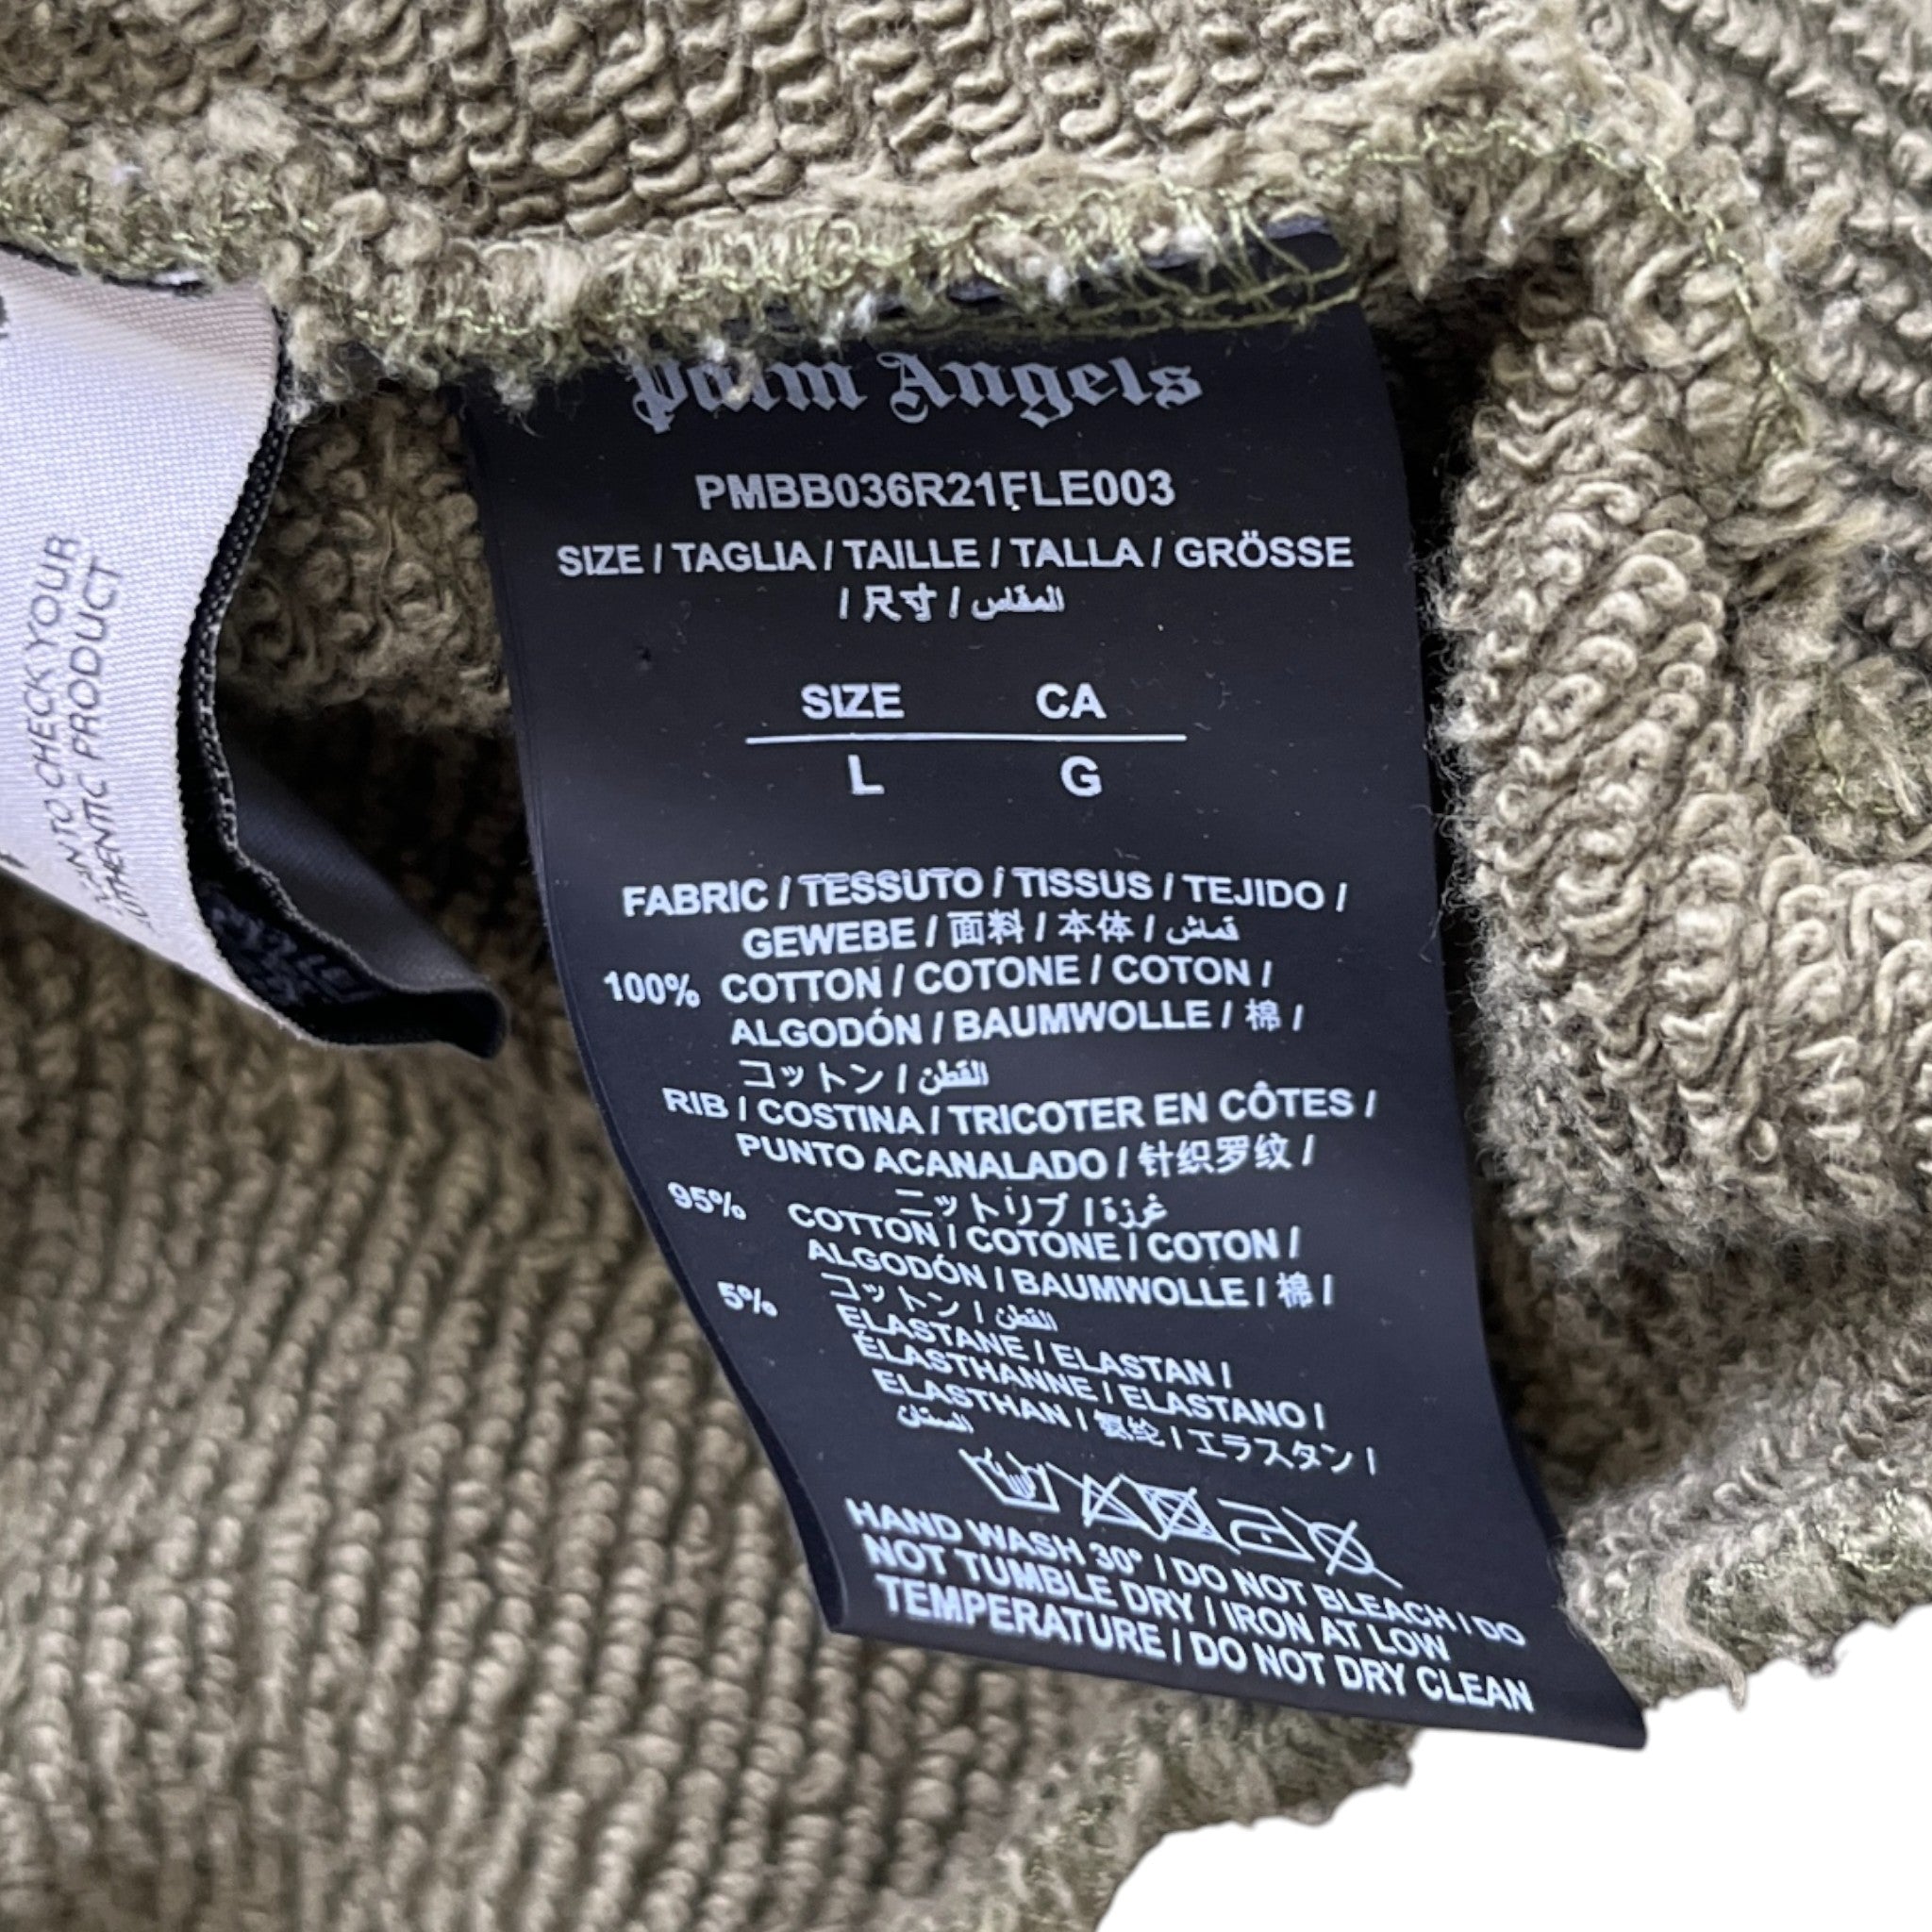 Palm Angels
PMBB036R21FLE003
SIZE / TAGLIA / TAILLE / TALLA / GRÖSSE
/ 尺寸 / المقاس
SIZE CA
L G
FABRIC / TESSUTO / TISSUS / TEJIDO /
GEWEBE / 面料 / 本体 / قماش
100% COTTON / COTONE / COTON /
ALGODÓN / BAUMWOLLE / 棉 /
コットン / القطن
RIB / COSTINA / TRICOTER EN CÔTES /
PUNTO ACANALADO / 针织罗纹 /
ニットリブ / غرزة
95% COTTON / COTONE / COTON /
ALGODÓN / BAUMWOLLE / 棉 /
コットン / القطن
5% ELASTANE / ELASTAN /
ÉLASTHANNE / ELASTANO /
ELASTHAN / 氨纶 / エラスタン /
HAND WASH 30° / DO NOT BLEACH / DO
NOT TUMBLE DRY / IRON AT LOW
TEMPERATURE / DO NOT DRY CLEAN
TO CHECK YOUR
PRODUCT